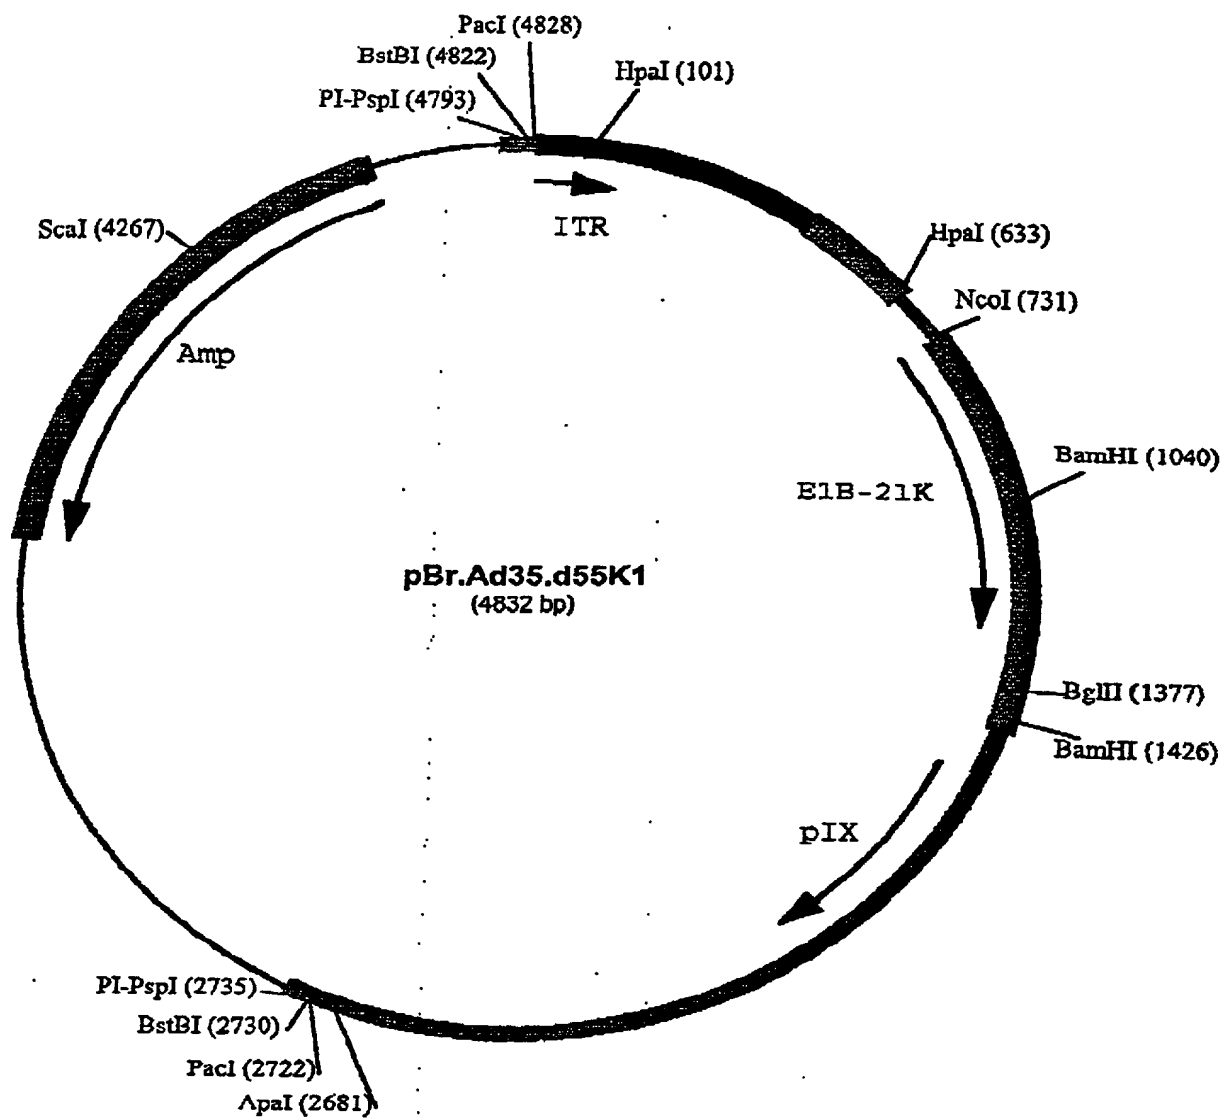 PacI (4828)
BstBI (4822)
HpaI (101)
PI-PspI (4793)
ITR
ScaI (4267)
HpaI (633)
NcoI (731)
Amp
BamHI (1040)
E1B-21K
pBr.Ad35.d55K1
(4832 bp)
BglII (1377)
BamHI (1426)
pIX
PI-PspI (2735)
BstBI (2730)
PacI (2722)
ApaI (2681)